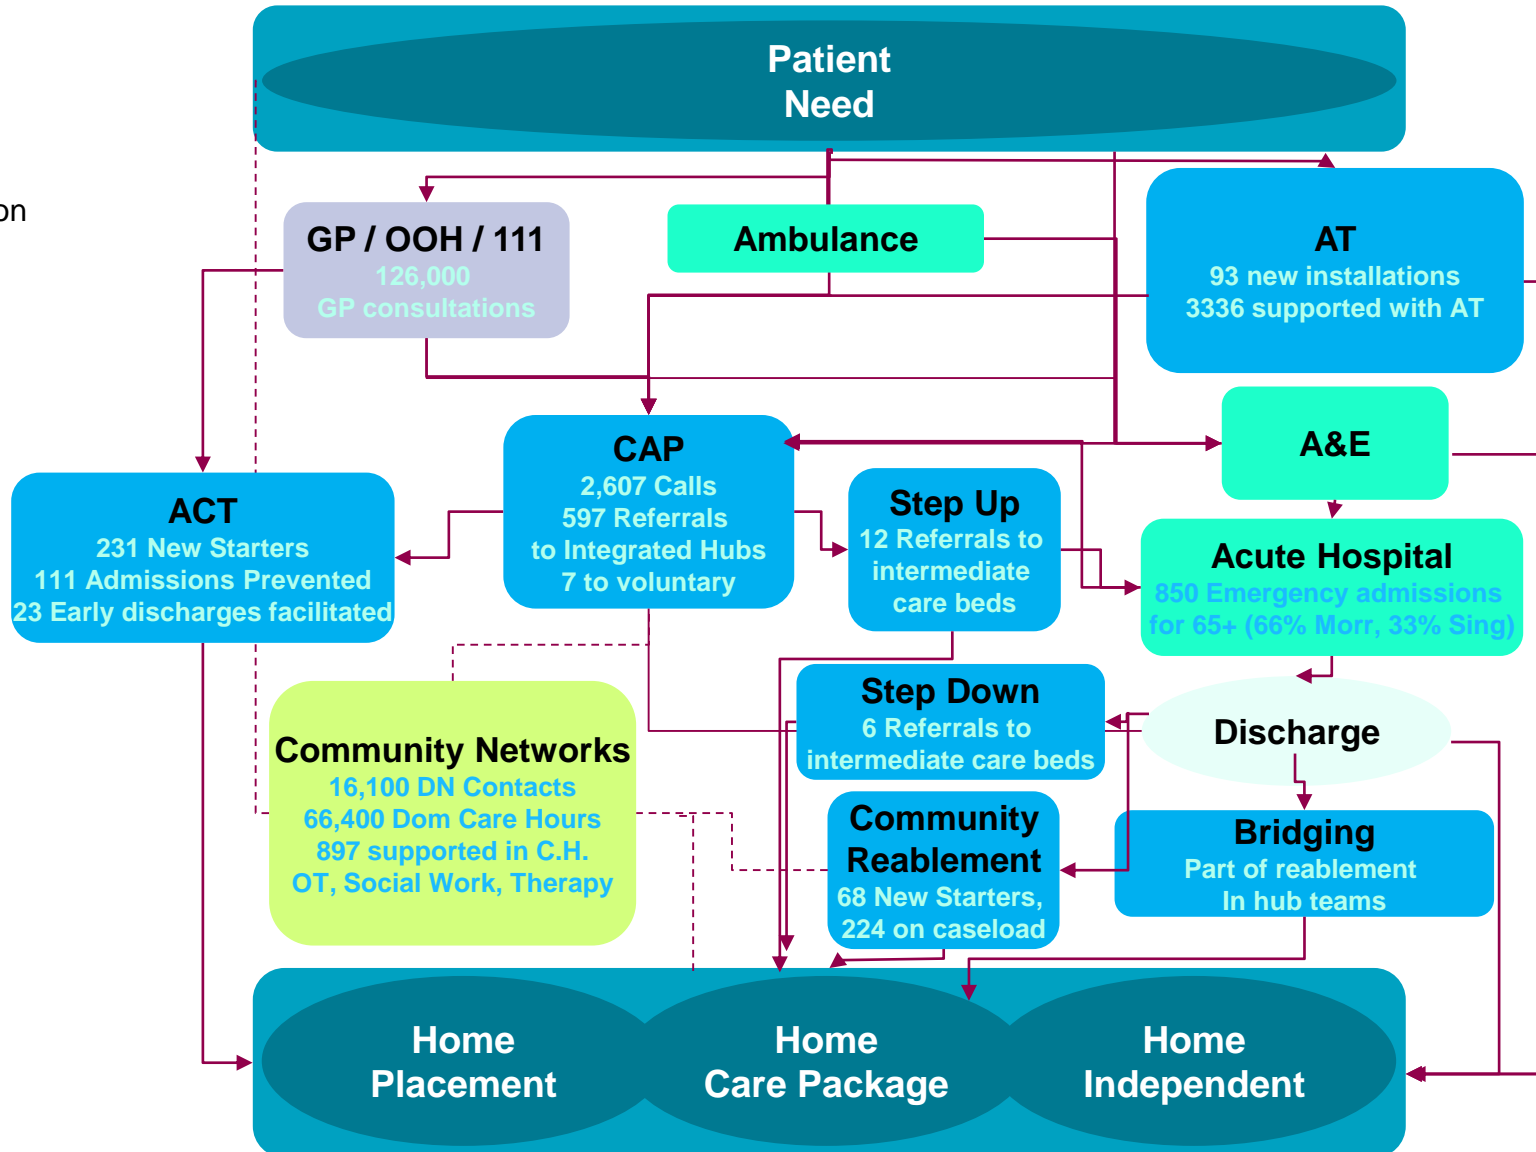 Patient
Need
on
GP / OOH / 111
126,000
GP consultations
Ambulance
AT
93 new installations
3336 supported with AT
CAP
2,607 Calls
597 Referrals
to Integrated Hubs
7 to voluntary
A&E
ACT
231 New Starters
111 Admissions Prevented
23 Early discharges facilitated
Step Up
12 Referrals to
intermediate
care beds
Acute Hospital
850 Emergency admissions
for 65+ (66% Morr, 33% Sing)
Step Down
6 Referrals to
intermediate care beds
Discharge
Community Networks
16,100 DN Contacts
66,400 Dom Care Hours
897 supported in C.H.
OT, Social Work, Therapy
Community
Reablement
68 New Starters,
224 on caseload
Bridging
Part of reablement
In hub teams
Home
Placement
Home
Care Package
Home
Independent